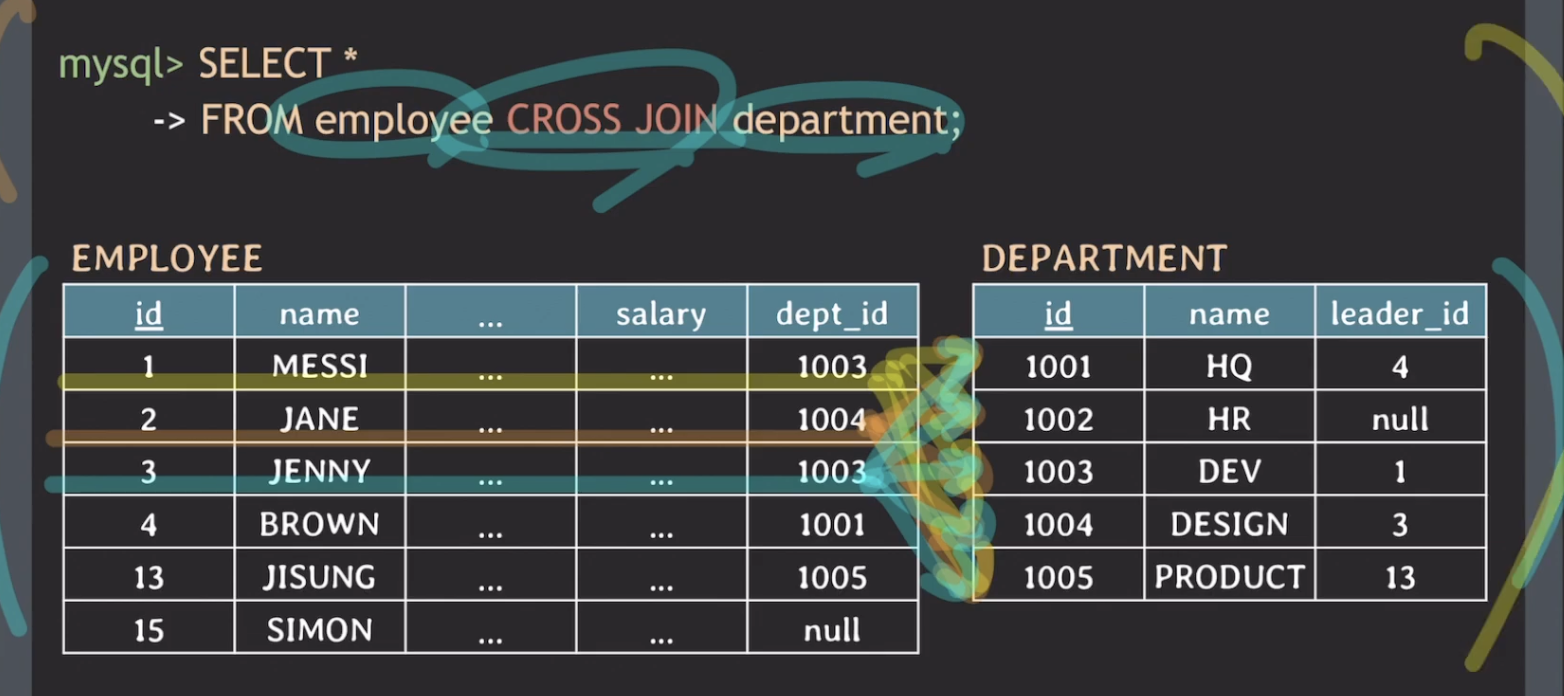 mysql> SELECT *
-> FROM employee CROSS JOIN department;
EMPLOYEE
id name ... salary dept_id
1 MESSI ... ... 1003
2 JANE ... ... 1004
3 JENNY ... ... 1003
4 BROWN ... ... 1001
13 JISUNG ... ... 1005
15 SIMON ... ... null
DEPARTMENT
id name leader_id
1001 HQ 4
1002 HR null
1003 DEV 1
1004 DESIGN 3
1005 PRODUCT 13